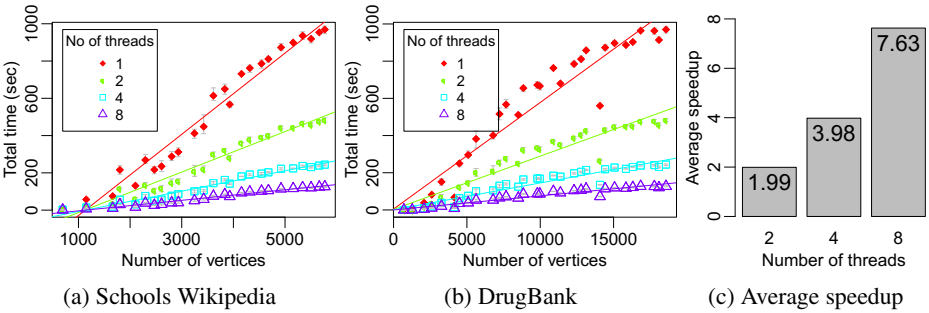 Total time (sec)
0 200 600 1000
No of threads
1
2
4
8
1000 3000 5000
Number of vertices
(a) Schools Wikipedia
Total time (sec)
0 200 600 1000
No of threads
1
2
4
8
0 5000 10000 15000
Number of vertices
(b) DrugBank
Average speedup
0 2 4 6 8
1.99
3.98
7.63
2 4 8
Number of threads
(c) Average speedup